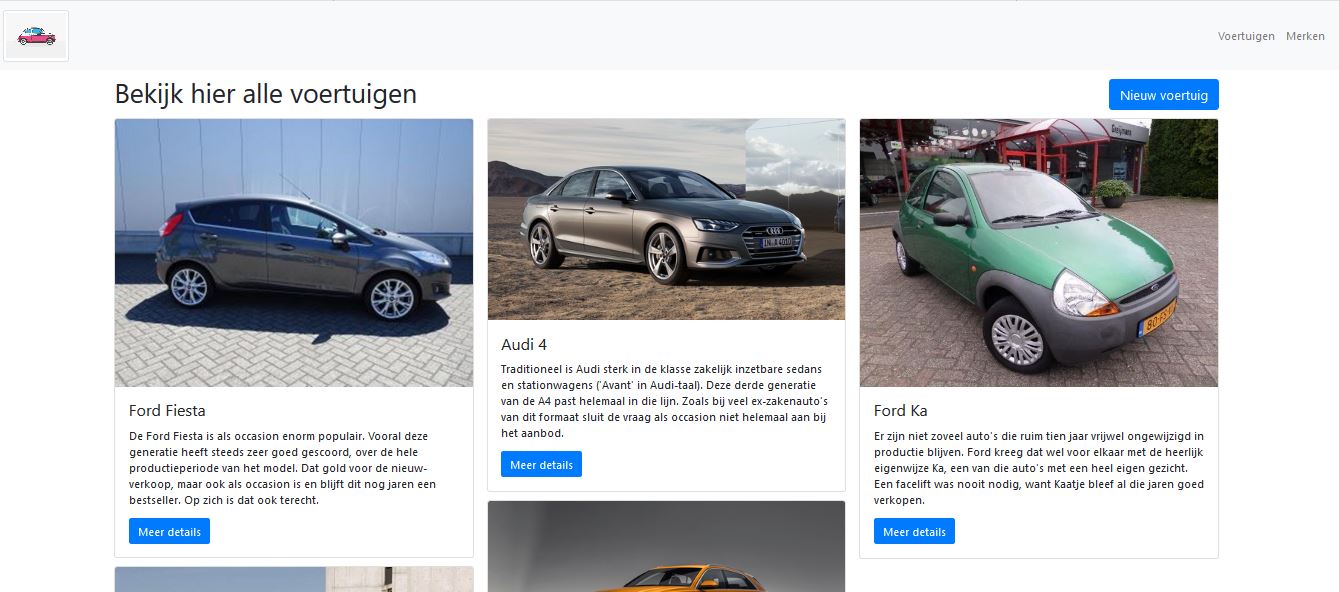 Voertuigen Merken
Bekijk hier alle voertuigen
Nieuw voertuig
Ford Fiesta
De Ford Fiesta is als occasion enorm populair. Vooral deze
generatie heeft steeds zeer goed gescoord, over de hele
productieperiode van het model. Dat gold voor de nieuw-
verkoop, maar ook als occasion is en blijft dit nog jaren een
bestseller. Op zich is dat ook terecht.
Meer details
Audi 4
Traditioneel is Audi sterk in de klasse zakelijk inzetbare sedans
en stationwagens ('Avant' in Audi-taal). Deze derde generatie
van de A4 past helemaal in die lijn. Zoals bij veel ex-zakenauto's
van dit formaat sluit de vraag als occasion niet helemaal aan bij
het aanbod.
Meer details
Ford Ka
Er zijn niet zoveel auto's die ruim tien jaar vrijwel ongewijzigd in
productie blijven. Ford kreeg dat wel voor elkaar met de heerlijk
eigenwijze Ka, een van die auto's met een heel eigen gezicht.
Een facelift was nooit nodig, want Kaatje bleef al die jaren goed
verkopen.
Meer details